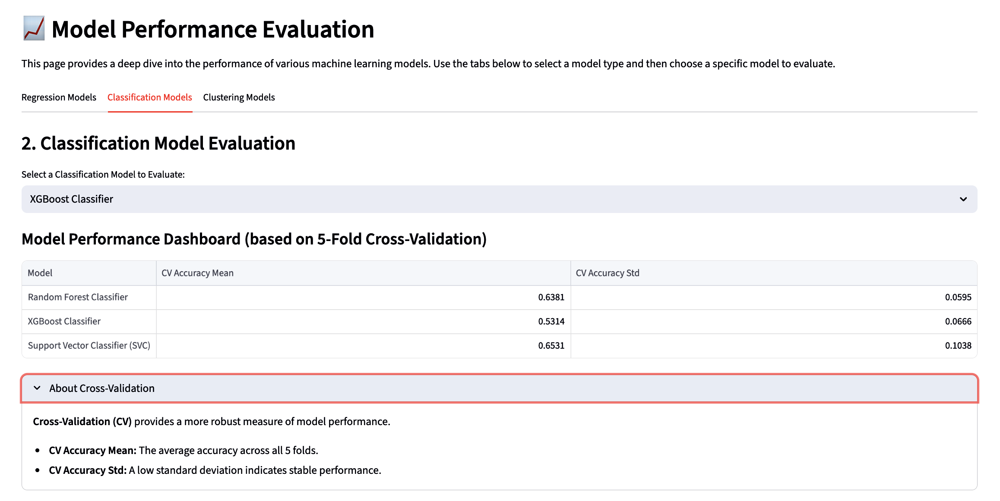 Model Performance Evaluation
This page provides a deep dive into the performance of various machine learning models. Use the tabs below to select a model type and then choose a specific model to evaluate.
Regression Models Classification Models Clustering Models
2. Classification Model Evaluation
Select a Classification Model to Evaluate:
XGBoost Classifier
Model Performance Dashboard (based on 5-Fold Cross-Validation)
Model CV Accuracy Mean CV Accuracy Std
Random Forest Classifier 0.6381 0.0595
XGBoost Classifier 0.5314 0.0666
Support Vector Classifier (SVC) 0.6531 0.1038
About Cross-Validation
Cross-Validation (CV) provides a more robust measure of model performance.
• CV Accuracy Mean: The average accuracy across all 5 folds.
• CV Accuracy Std: A low standard deviation indicates stable performance.